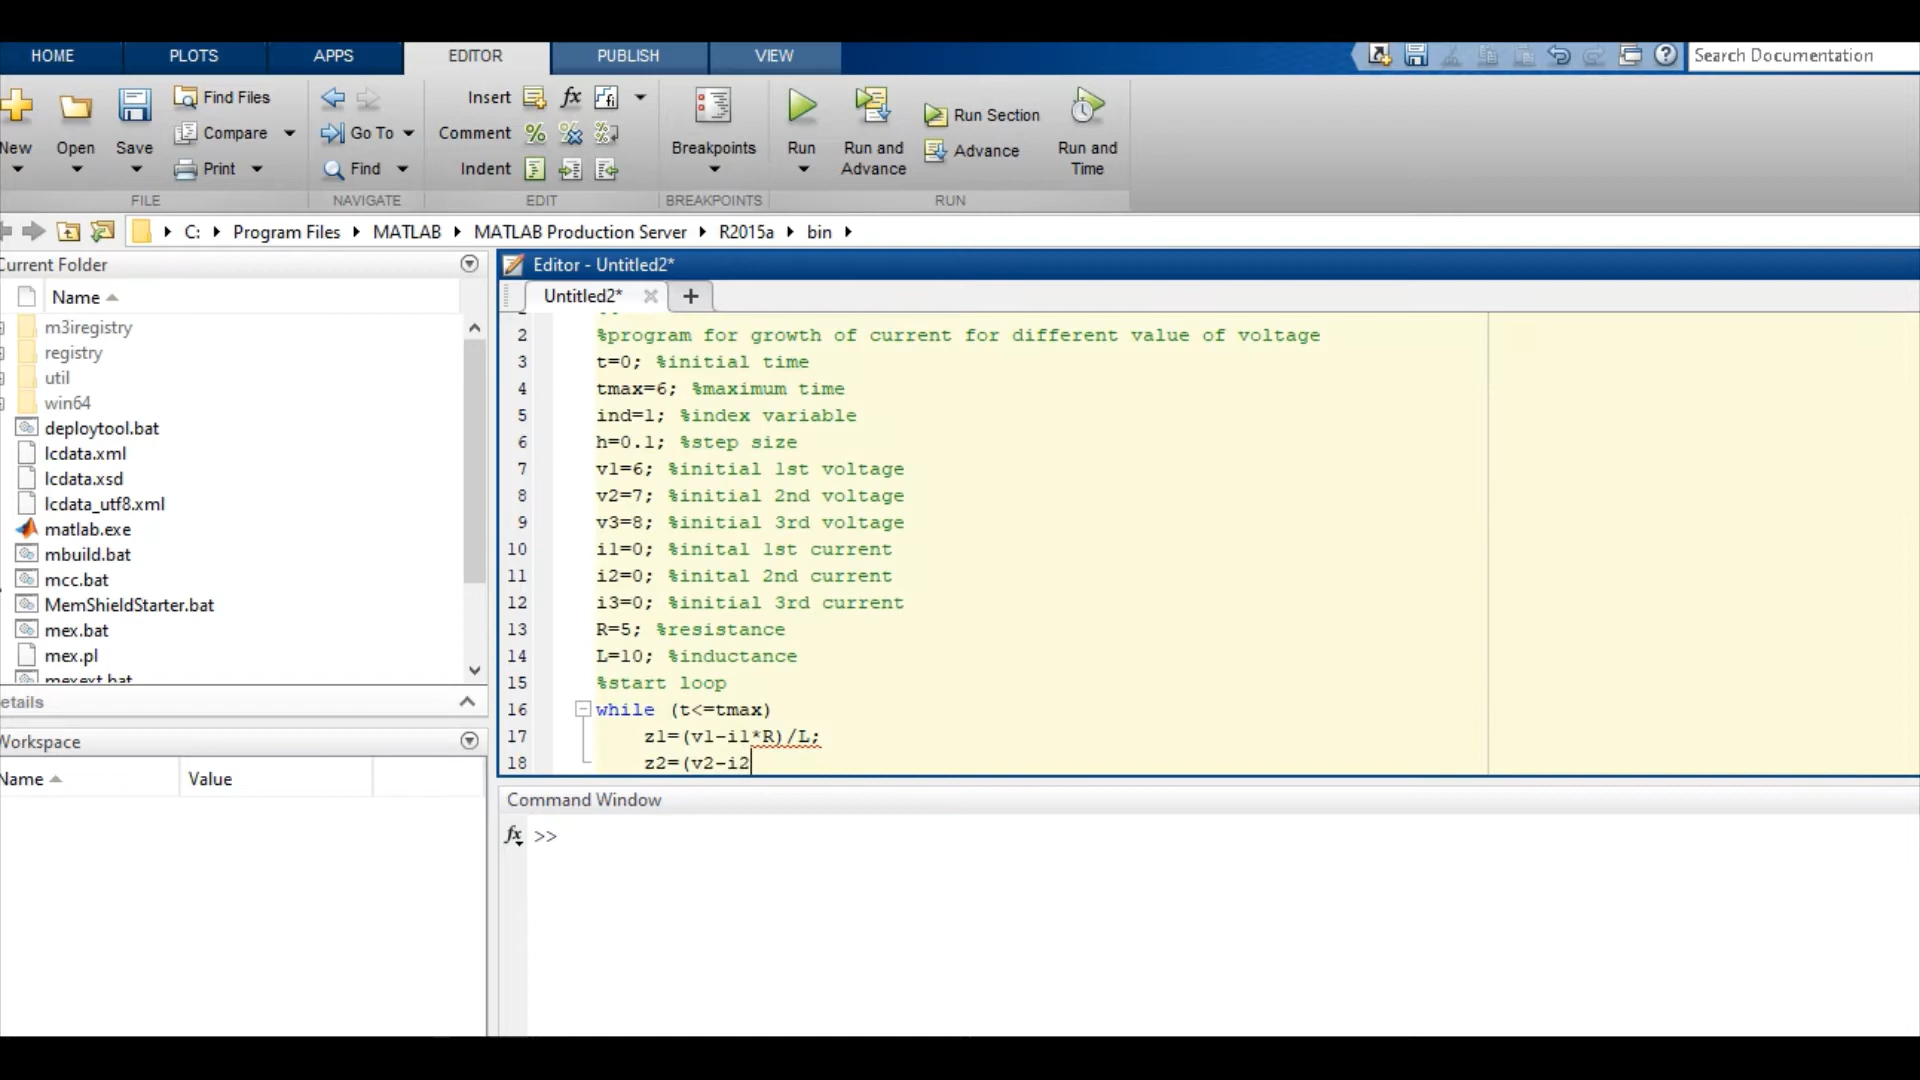 HOME PLOTS APPS EDITOR PUBLISH VIEW Search Documentation
New Open Save Find Files Compare Print
Go To Find
Insert fx Comment % Indent
Breakpoints
Run Run and Advance Run Section Advance Run and Time
FILE NAVIGATE EDIT BREAKPOINTS RUN
C: Program Files MATLAB MATLAB Production Server R2015a bin
Current Folder
Name
m3iregistry
registry
util
win64
deploytool.bat
lcdata.xml
lcdata.xsd
lcdata_utf8.xml
matlab.exe
mbuild.bat
mcc.bat
MemShieldStarter.bat
mex.bat
mex.pl
mexext.bat
etails
Workspace
Name Value
Editor - Untitled2*
Untitled2*
2 %program for growth of current for different value of voltage
3 t=0; %initial time
4 tmax=6; %maximum time
5 ind=1; %index variable
6 h=0.1; %step size
7 v1=6; %initial 1st voltage
8 v2=7; %initial 2nd voltage
9 v3=8; %initial 3rd voltage
10 i1=0; %inital 1st current
11 i2=0; %inital 2nd current
12 i3=0; %initial 3rd current
13 R=5; %resistance
14 L=10; %inductance
15 %start loop
16 while (t<=tmax)
17 z1=(v1-i1*R)/L;
18 z2=(v2-i2
Command Window
fx >>